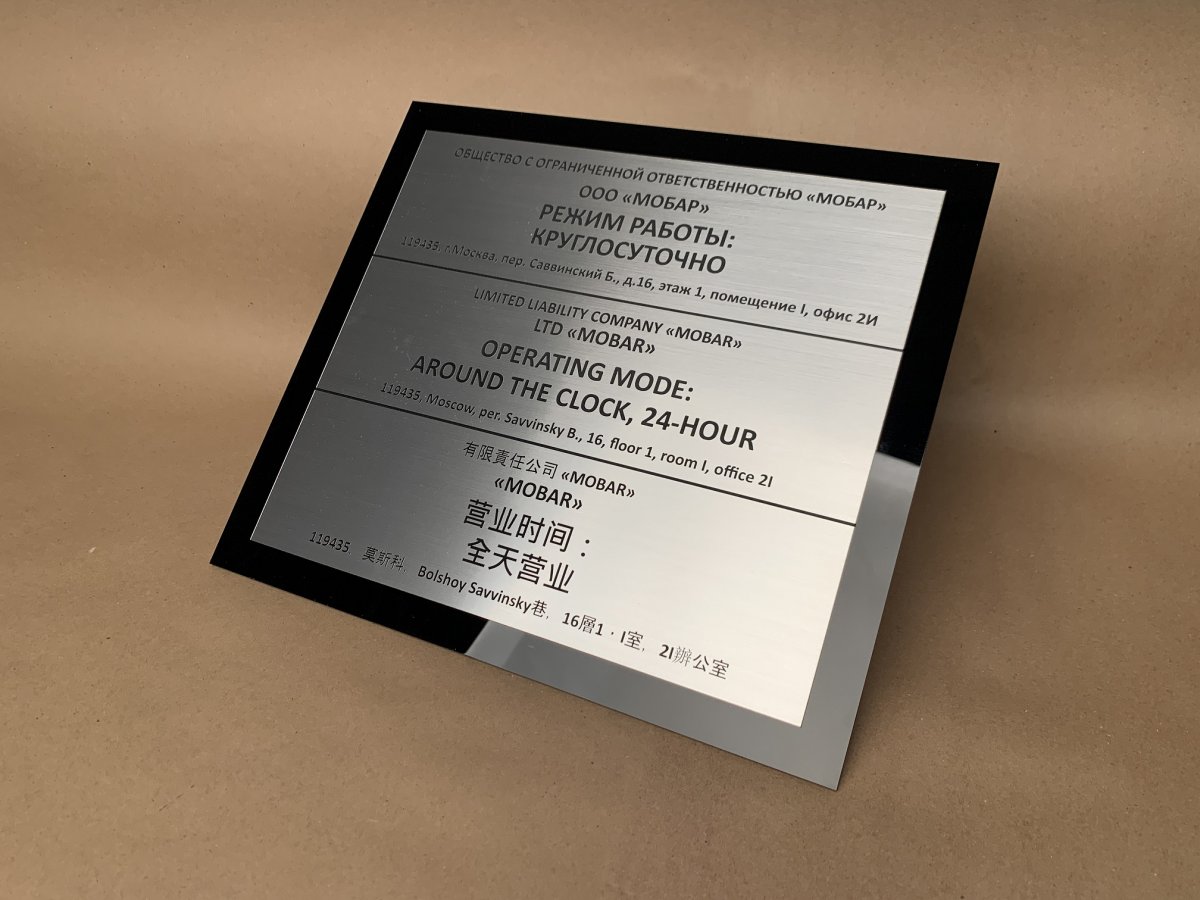 ОБЩЕСТВО С ОГРАНИЧЕННОЙ ОТВЕТСТВЕННОСТЬЮ «МОБАР»
ООО «МОБАР»
РЕЖИМ РАБОТЫ:
КРУГЛОСУТОЧНО
119435, г.Москва, пер. Саввинский Б., д.16, этаж 1, помещение I, офис 2И
LIMITED LIABILITY COMPANY «MOBAR»
LTD «MOBAR»
OPERATING MODE:
AROUND THE CLOCK, 24-HOUR
119435, Moscow, per. Savvinsky B., 16, floor 1, room I, office 2I
有限責任公司 «MOBAR»
«MOBAR»
营业时间：
全天营业
119435, 莫斯科, Bolshoy Savvinsky巷, 16層1，I室, 2I辦公室